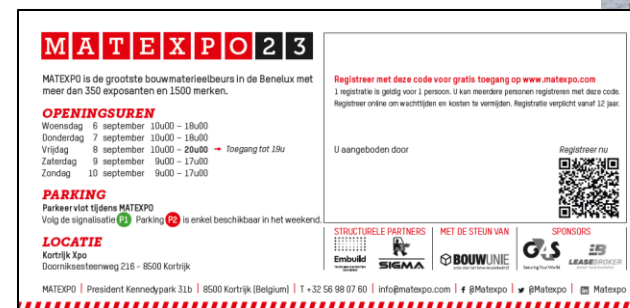 MATEXPO23
MATEXPO is de grootste bouwmaterieelbeurs in de Benelux met
meer dan 350 exposanten en 1500 merken.
OPENINGSUREN
Woensdag 6 september 10u00 - 18u00
Donderdag 7 september 10u00 - 18u00
Vrijdag 8 september 10u00 - 20u00 → Toegang tot 19u
Zaterdag 9 september 9u00 - 17u00
Zondag 10 september 9u00 - 17u00
PARKING
Parkeer vlot tijdens MATEXPO
Volg de signalisatie P1 Parking P2 is enkel beschikbaar in het weekend.
LOCATIE
Kortrijk Xpo
Doorniksesteenweg 216 - 8500 Kortrijk
Registreer met deze code voor gratis toegang op www.matexpo.com
1 registratie is geldig voor 1 persoon. U kan meerdere personen registreren met deze code.
Registreer online om wachttijden en kosten te vermijden. Registratie verplicht vanaf 12 jaar.
U aangeboden door
Registreer nu
STRUCTURELE PARTNERS
Embuild
SIGMA
MET DE STEUN VAN
BOUWUNIE
SPONSORS
G4S
Securing Your World
LEASEBROKER
MATEXPO | President Kennedypark 31b | 8500 Kortrijk (Belgium) | T +32 56 98 07 60 | info@matexpo.com | f @Matexpo | @Matexpo | in Matexpo